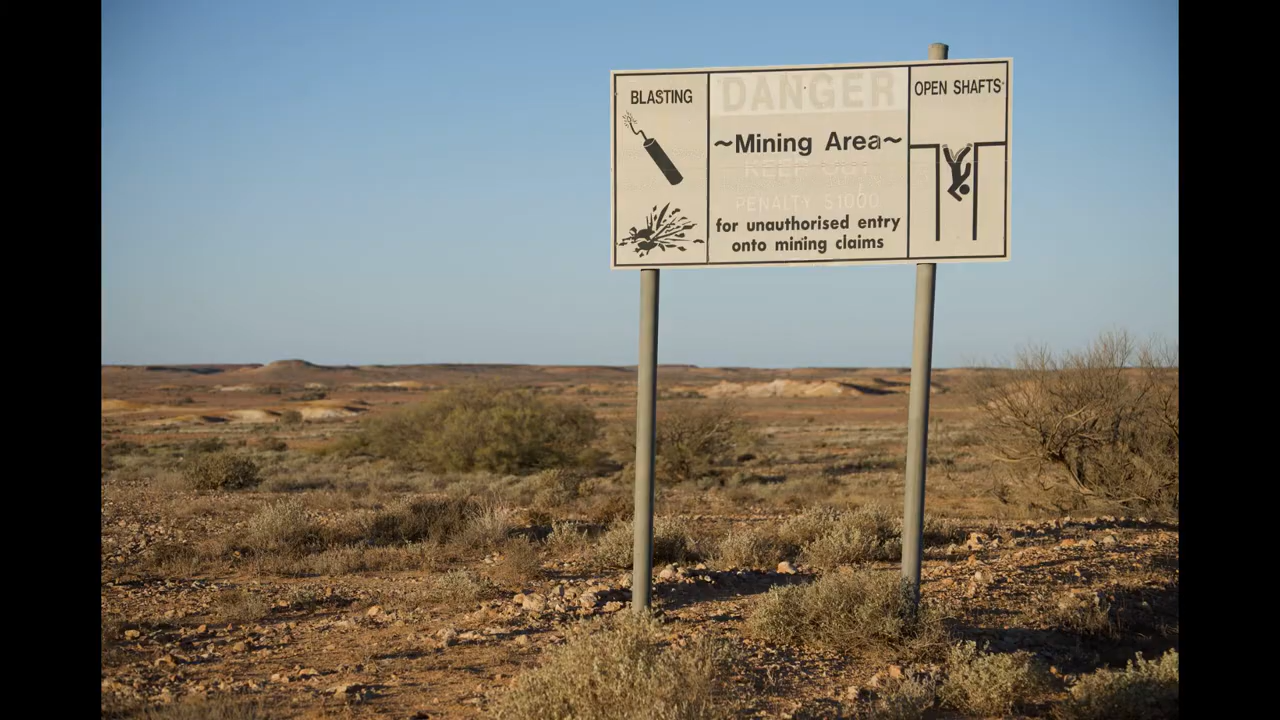 BLASTING
DANGER
OPEN SHAFTS
~Mining Area~
KEEP OUT
PENALTY $1000
for unauthorised entry
onto mining claims